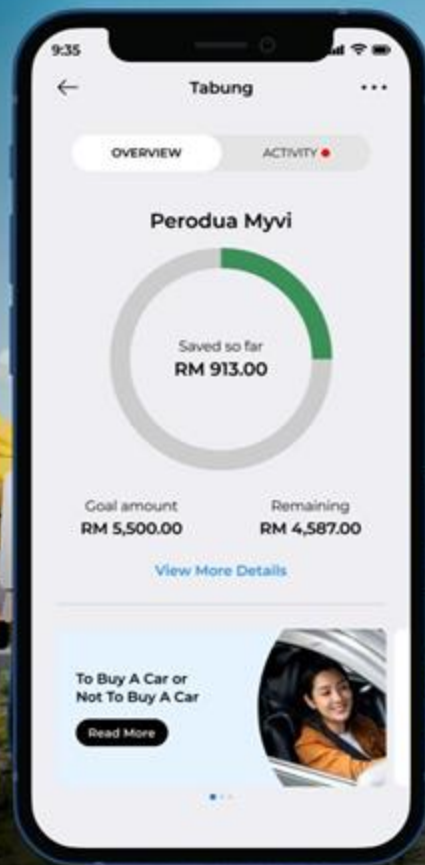 9:35
Tabung
OVERVIEW ACTIVITY
Perodua Myvi
Saved so far
RM 913.00
Goal amount Remaining
RM 5,500.00 RM 4,587.00
View More Details
To Buy A Car or
Not To Buy A Car
Read More